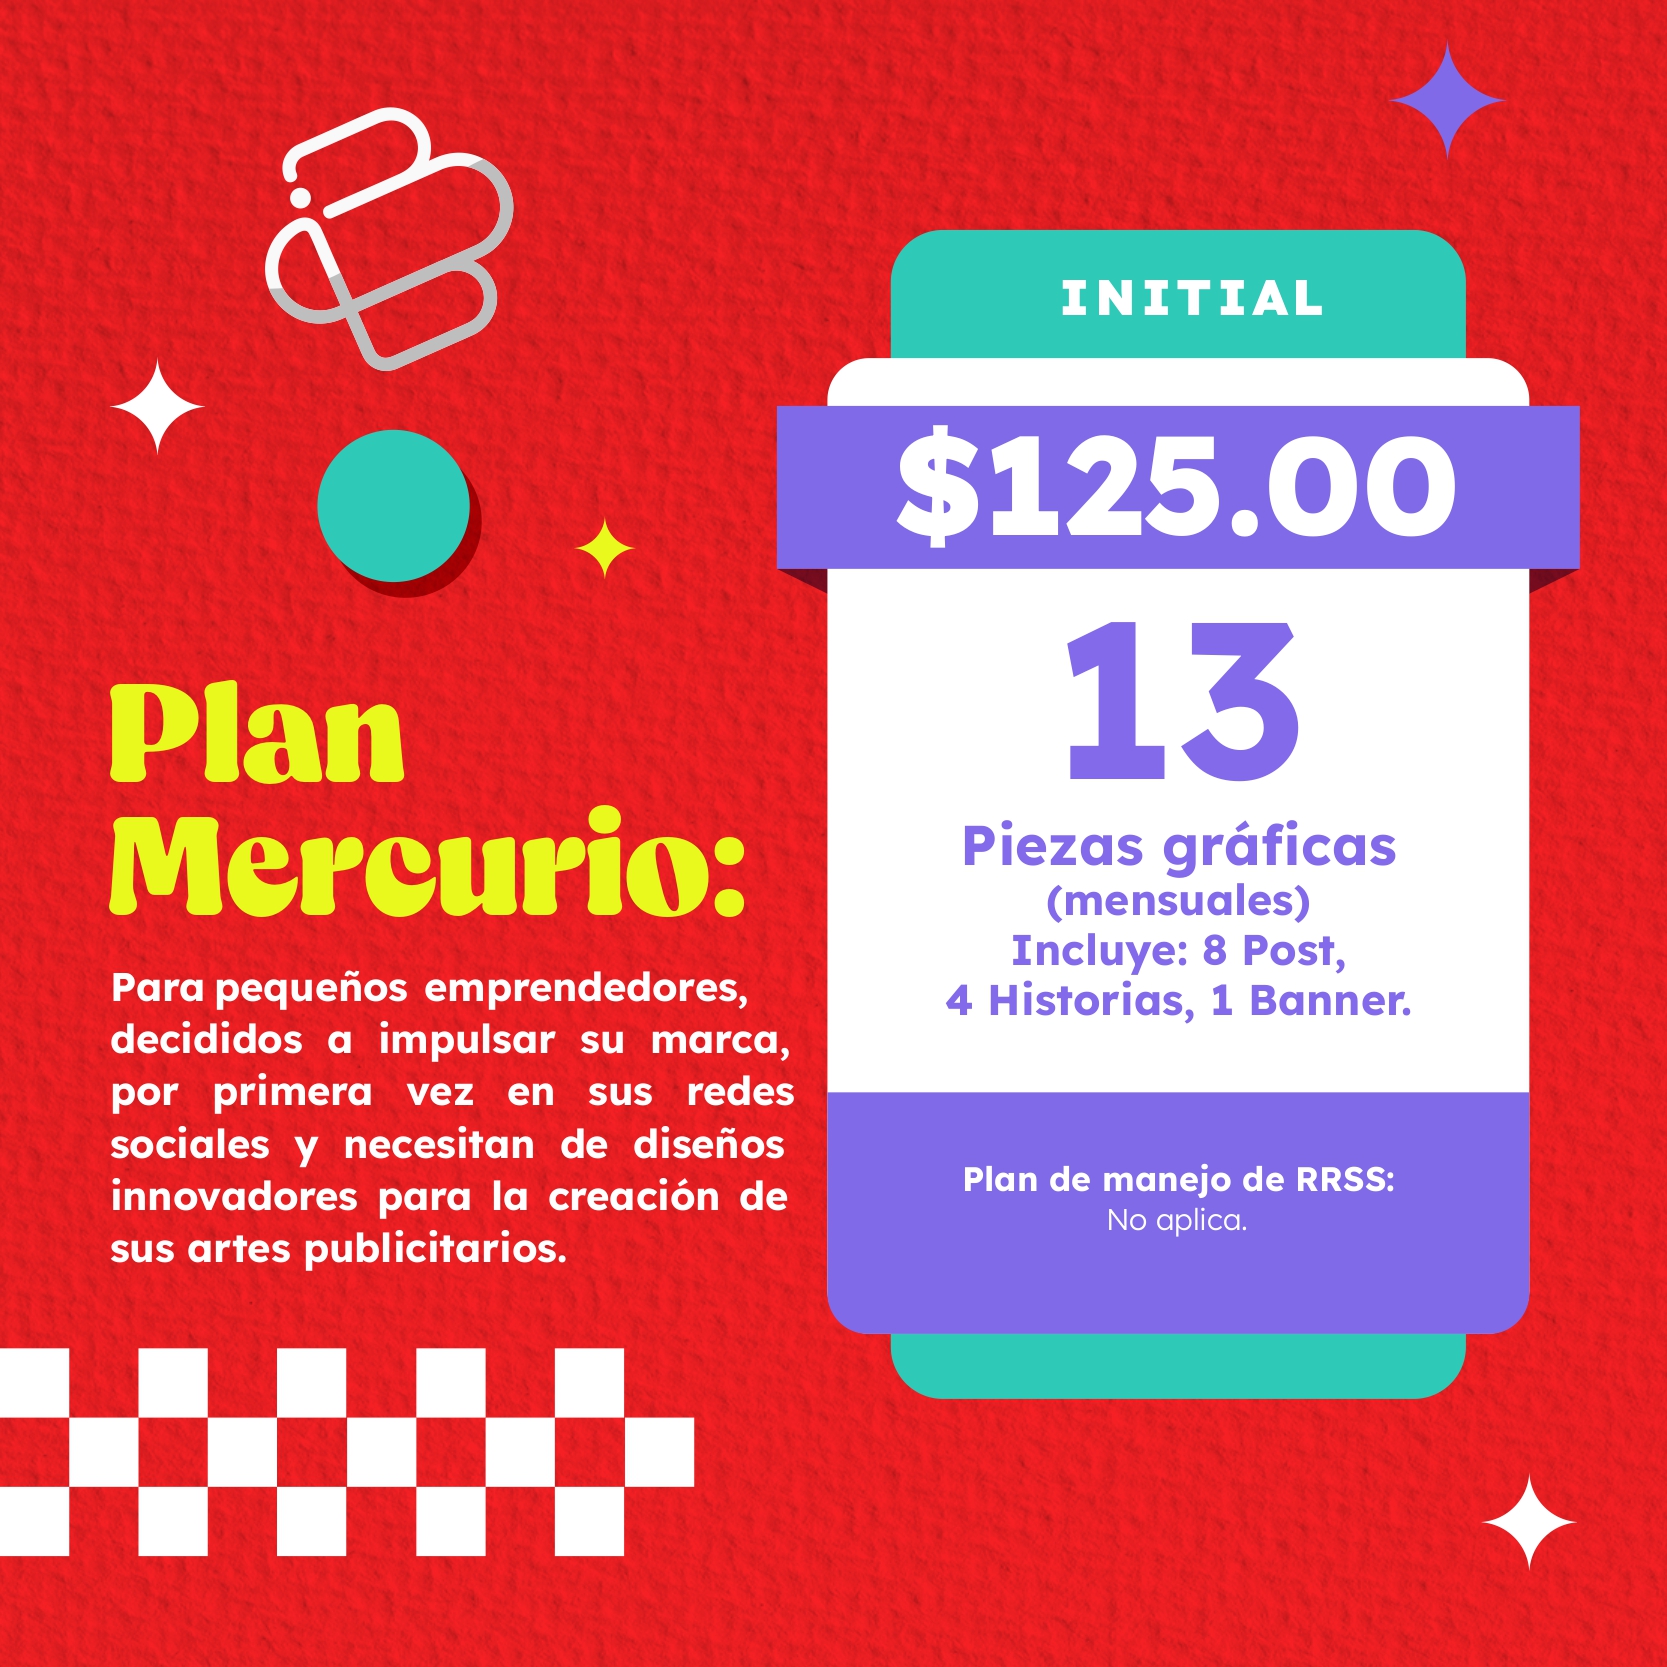 Plan
Mercurio:
Para pequeños emprendedores,
decididos a impulsar su marca,
por primera vez en sus redes
sociales y necesitan de diseños
innovadores para la creación de
sus artes publicitarios.
INITIAL
$125.00
13
Piezas gráficas
(mensuales)
Incluye: 8 Post,
4 Historias, 1 Banner.
Plan de manejo de RRSS:
No aplica.